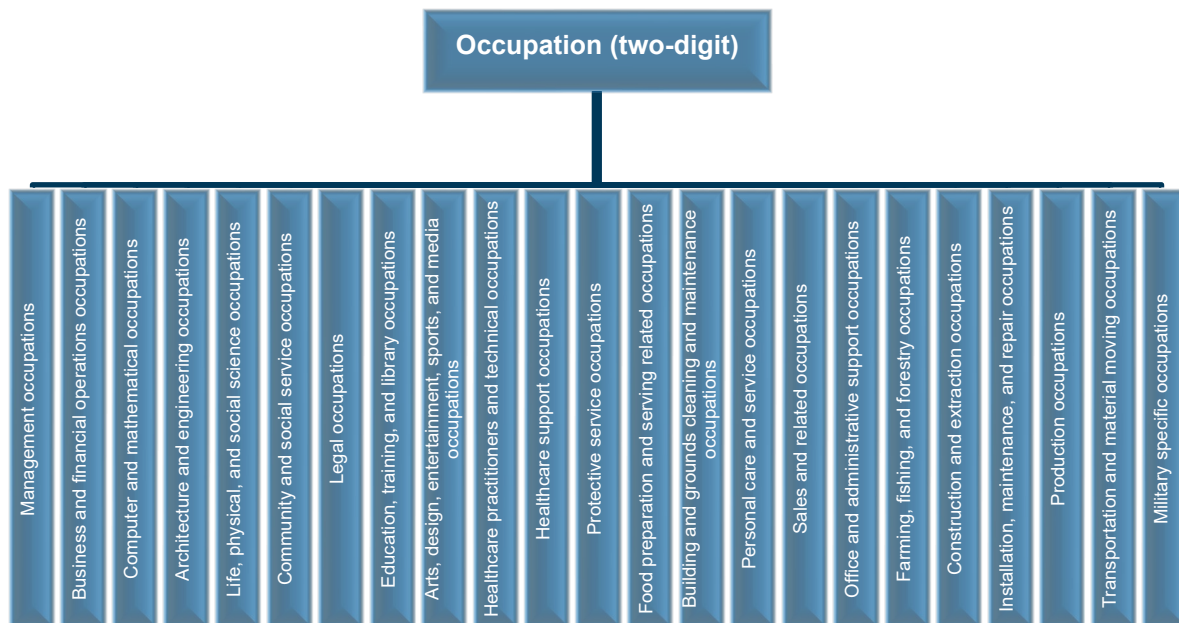 Occupation (two-digit)
Management occupations
Business and financial operations occupations
Computer and mathematical occupations
Architecture and engineering occupations
Life, physical, and social science occupations
Community and social service occupations
Legal occupations
Education, training, and library occupations
Arts, design, entertainment, sports, and media
occupations
Healthcare practitioners and technical occupations
Healthcare support occupations
Protective service occupations
Food preparation and serving related occupations
Building and grounds cleaning and maintenance
occupations
Personal care and service occupations
Sales and related occupations
Office and administrative support occupations
Farming, fishing, and forestry occupations
Construction and extraction occupations
Installation, maintenance, and repair occupations
Production occupations
Transportation and material moving occupations
Military specific occupations